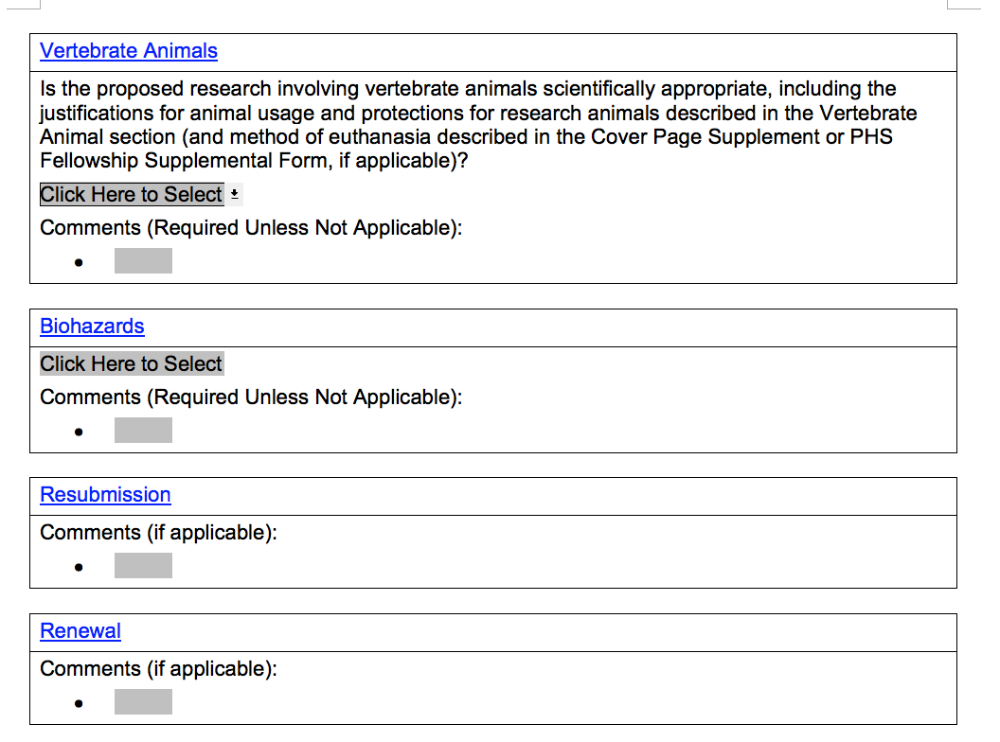 Vertebrate Animals
Is the proposed research involving vertebrate animals scientifically appropriate, including the
justifications for animal usage and protections for research animals described in the Vertebrate
Animal section (and method of euthanasia described in the Cover Page Supplement or PHS
Fellowship Supplemental Form, if applicable)?
Click Here to Select
Comments (Required Unless Not Applicable):
•
Biohazards
Click Here to Select
Comments (Required Unless Not Applicable):
•
Resubmission
Comments (if applicable):
•
Renewal
Comments (if applicable):
•